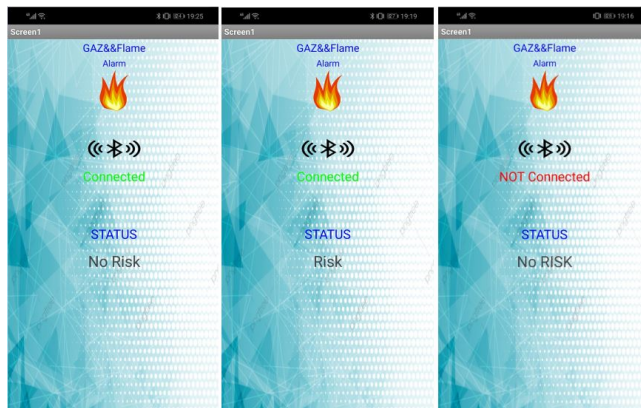 19:25
Screen1
GAZ&&Flame
Alarm
Connected
STATUS
No Risk
19:19
Screen1
GAZ&&Flame
Alarm
Connected
STATUS
Risk
19:16
Screen1
GAZ&&Flame
Alarm
NOT Connected
STATUS
No RISK